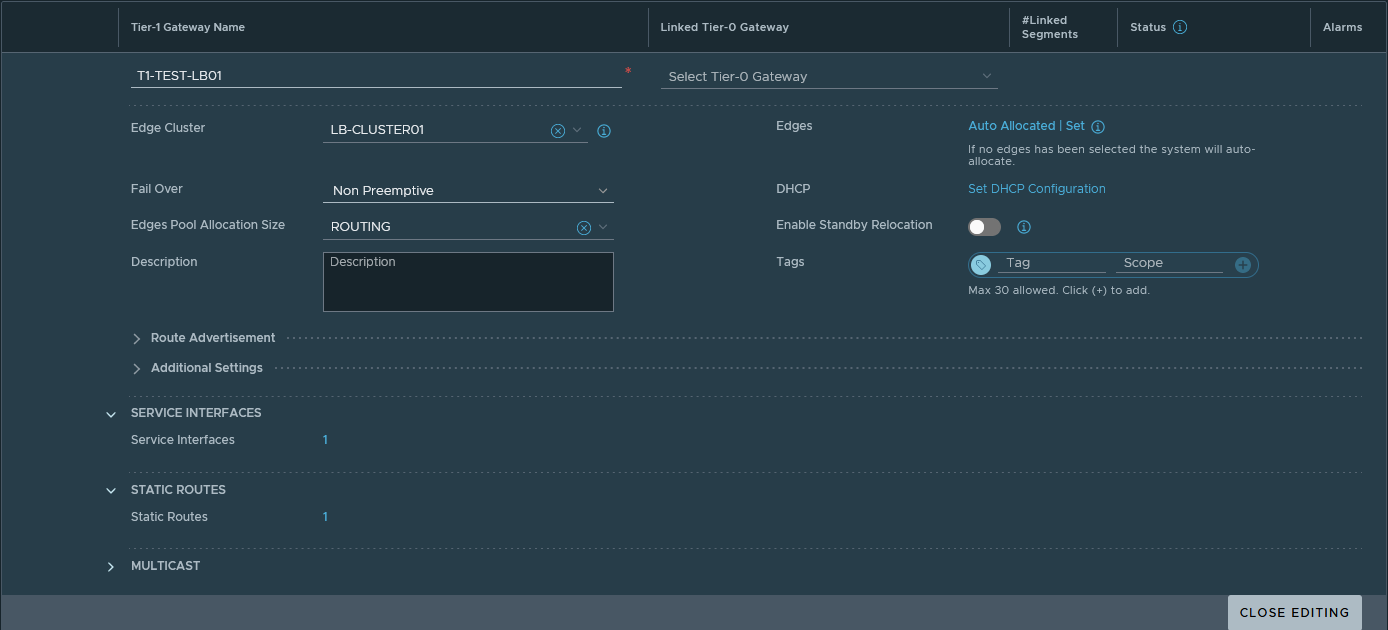 Tier-1 Gateway Name
Linked Tier-0 Gateway
#Linked
Segments
Status
Alarms
T1-TEST-LB01 *
Select Tier-0 Gateway
Edge Cluster
LB-CLUSTER01
Edges
Auto Allocated | Set
If no edges has been selected the system will auto-
allocate.
Fail Over
Non Preemptive
DHCP
Set DHCP Configuration
Edges Pool Allocation Size
ROUTING
Enable Standby Relocation
Description
Description
Tags
Tag
Scope
Max 30 allowed. Click (+) to add.
Route Advertisement
Additional Settings
SERVICE INTERFACES
Service Interfaces
1
STATIC ROUTES
Static Routes
1
MULTICAST
CLOSE EDITING